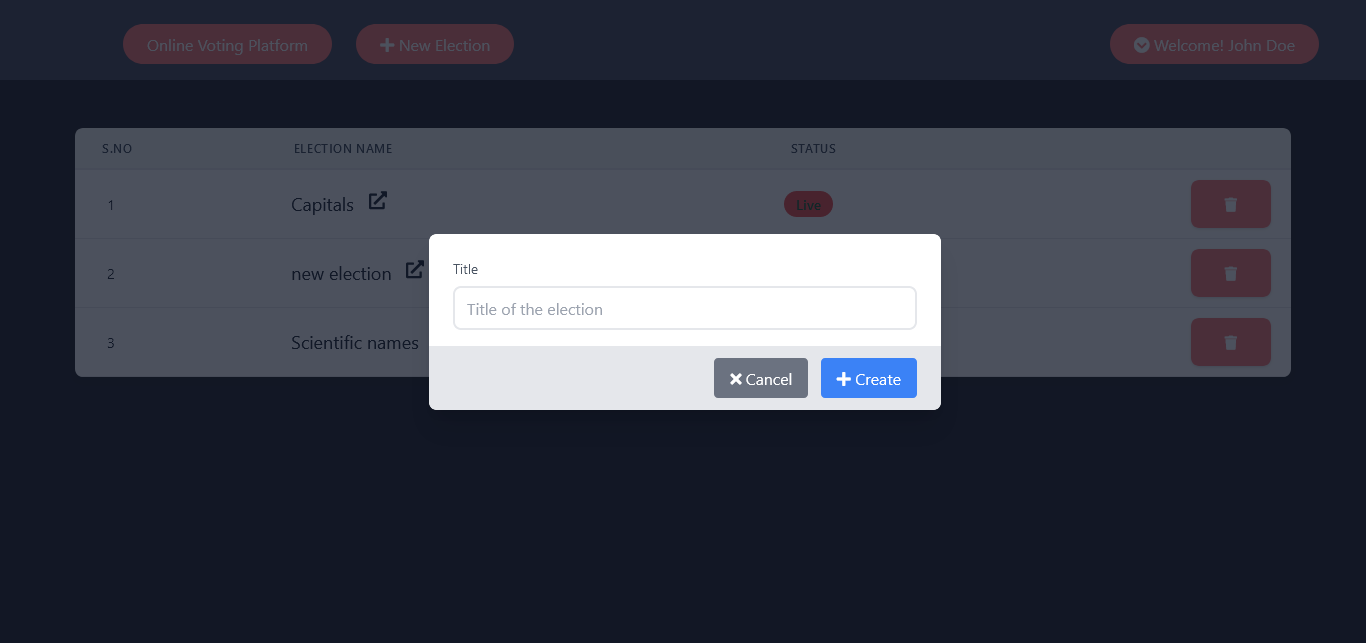 Online Voting Platform
New Election
Welcome! John Doe
S.NO ELECTION NAME STATUS
1 Capitals Live
2 new election
3 Scientific names
Title
Title of the election
Cancel Create